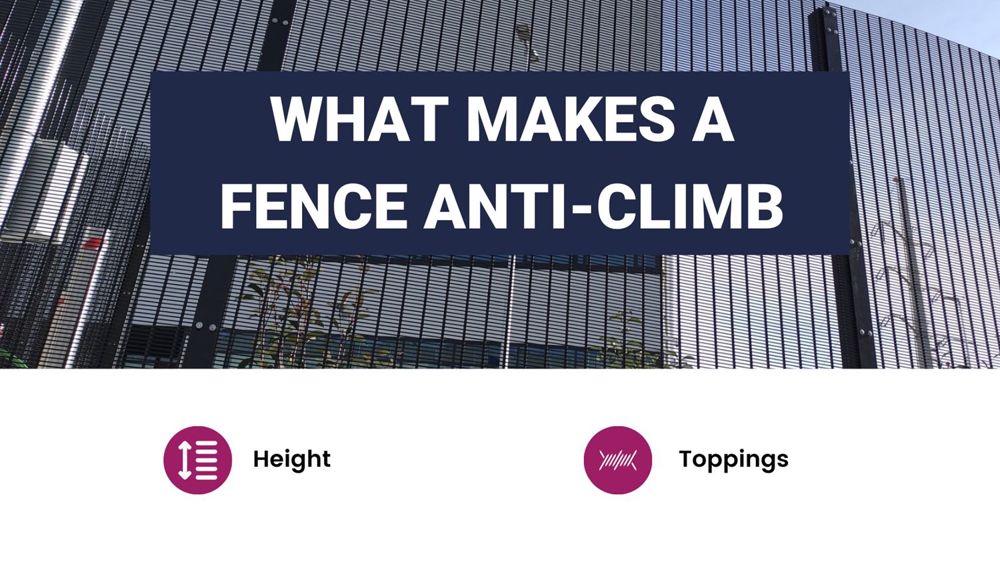 WHAT MAKES A
FENCE ANTI-CLIMB
Height
Toppings